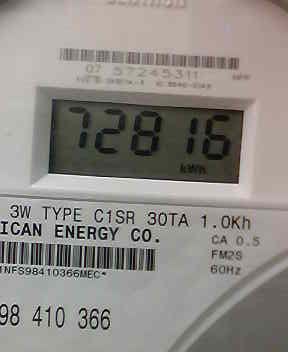 07 57245311
72816
kWh
3W TYPE C1SR 30TA 1.0Kh
ICAN ENERGY CO.
CA 0.5
FM2S
60Hz
1NFS98410366MEC*
98 410 366